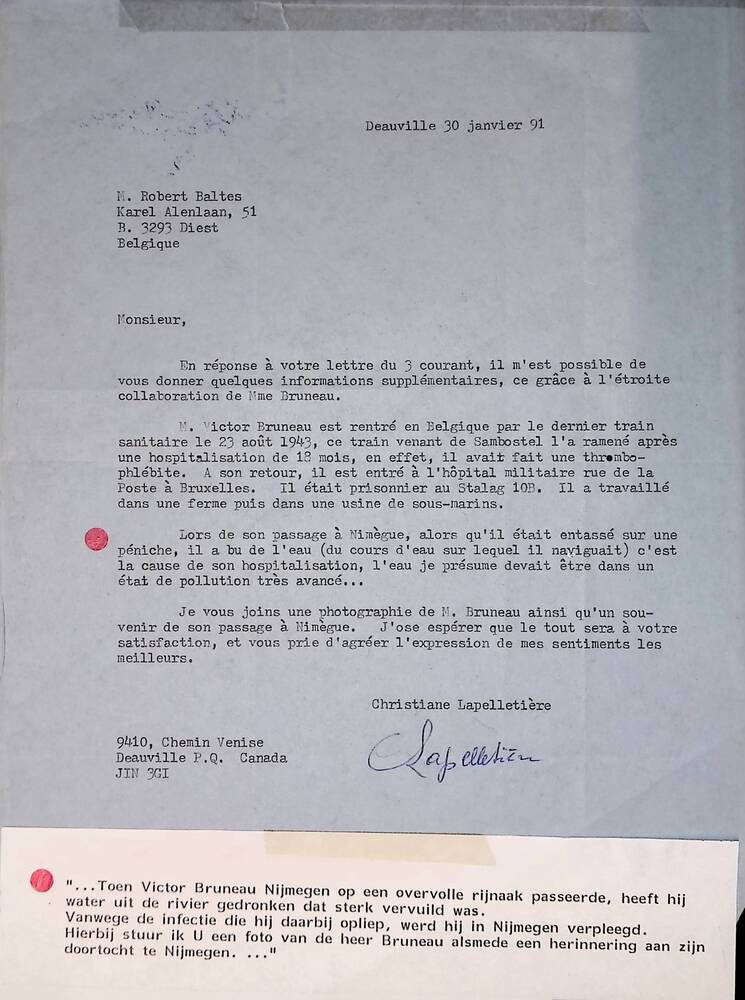 Deauville 30 janvier 91
M. Robert Baltes
Karel Alenlaan, 51
B. 3293 Diest
Belgique
Monsieur,
En réponse à votre lettre du 3 courant, il m'est possible de
vous donner quelques informations supplémentaires, ce grâce à l'étroite
collaboration de Mme Bruneau.
M. Victor Bruneau est rentré en Belgique par le dernier train
sanitaire le 23 août 1943, ce train venant de Sambostel l'a ramené après
une hospitalisation de 18 mois, en effet, il avait fait une thrombo-
phlébite. A son retour, il est entré à l'hôpital militaire rue de la
Poste à Bruxelles. Il était prisonnier au Stalag 10B. Il a travaillé
dans une ferme puis dans une usine de sous-marins.
Lors de son passage à Nimègue, alors qu'il était entassé sur une
péniche, il a bu de l'eau (du cours d'eau sur lequel il naviguait) c'est
la cause de son hospitalisation, l'eau je présume devait être dans un
état de pollution très avancé...
Je vous joins une photographie de M. Bruneau ainsi qu'un sou-
venir de son passage à Nimègue. J'ose espérer que le tout sera à votre
satisfaction, et vous prie d'agréer l'expression de mes sentiments les
meilleurs.
Christiane Lapelletière
Lapelletière
9410, Chemin Venise
Deauville P.Q. Canada
JIN 3GI
"...Toen Victor Bruneau Nijmegen op een overvolle rijnaak passeerde, heeft hij
water uit de rivier gedronken dat sterk vervuild was.
Vanwege de infectie die hij daarbij opliep, werd hij in Nijmegen verpleegd.
Hierbij stuur ik U een foto van de heer Bruneau alsmede een herinnering aan zijn
doortocht te Nijmegen. ..."